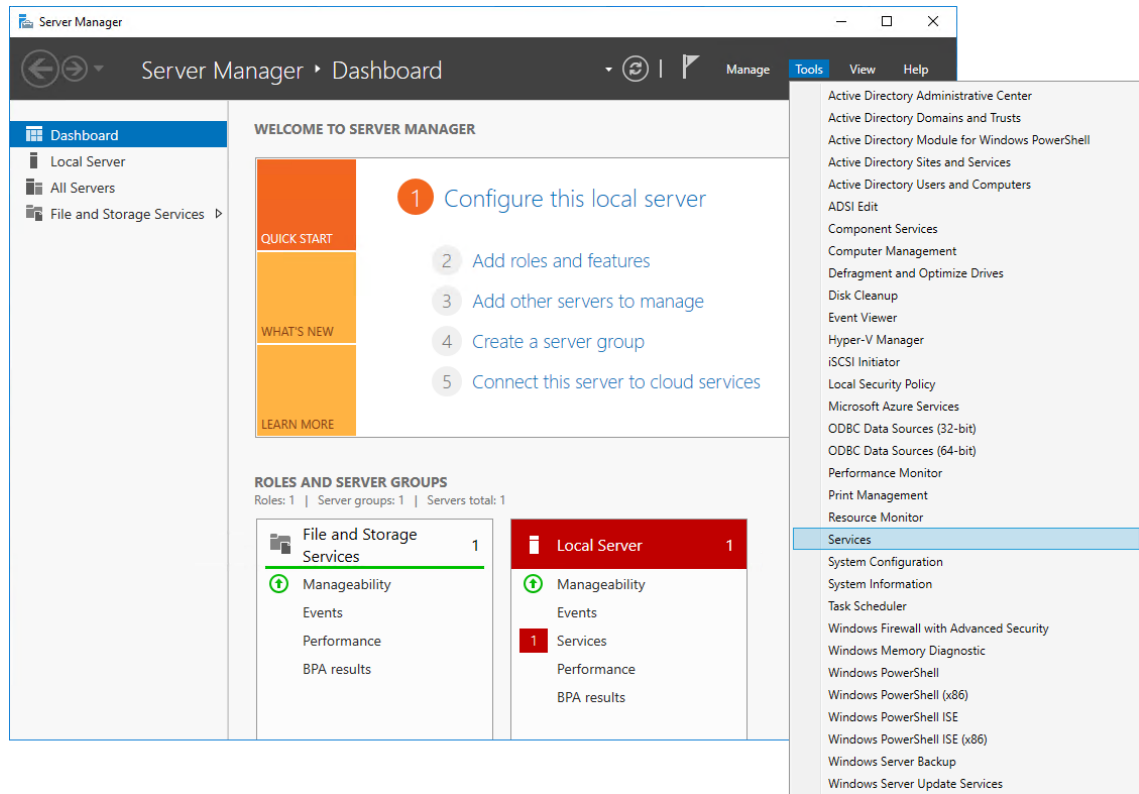 Server Manager
Server Manager • Dashboard
Manage Tools View Help
Dashboard
Local Server
All Servers
File and Storage Services
WELCOME TO SERVER MANAGER
QUICK START
WHAT'S NEW
LEARN MORE
1 Configure this local server
2 Add roles and features
3 Add other servers to manage
4 Create a server group
5 Connect this server to cloud services
ROLES AND SERVER GROUPS
Roles: 1 | Server groups: 1 | Servers total: 1
File and Storage
Services
1
Manageability
Events
Performance
BPA results
Local Server 1
Manageability
Events
1 Services
Performance
BPA results
Active Directory Administrative Center
Active Directory Domains and Trusts
Active Directory Module for Windows PowerShell
Active Directory Sites and Services
Active Directory Users and Computers
ADSI Edit
Component Services
Computer Management
Defragment and Optimize Drives
Disk Cleanup
Event Viewer
Hyper-V Manager
iSCSI Initiator
Local Security Policy
Microsoft Azure Services
ODBC Data Sources (32-bit)
ODBC Data Sources (64-bit)
Performance Monitor
Print Management
Resource Monitor
Services
System Configuration
System Information
Task Scheduler
Windows Firewall with Advanced Security
Windows Memory Diagnostic
Windows PowerShell
Windows PowerShell (x86)
Windows PowerShell ISE
Windows PowerShell ISE (x86)
Windows Server Backup
Windows Server Update Services